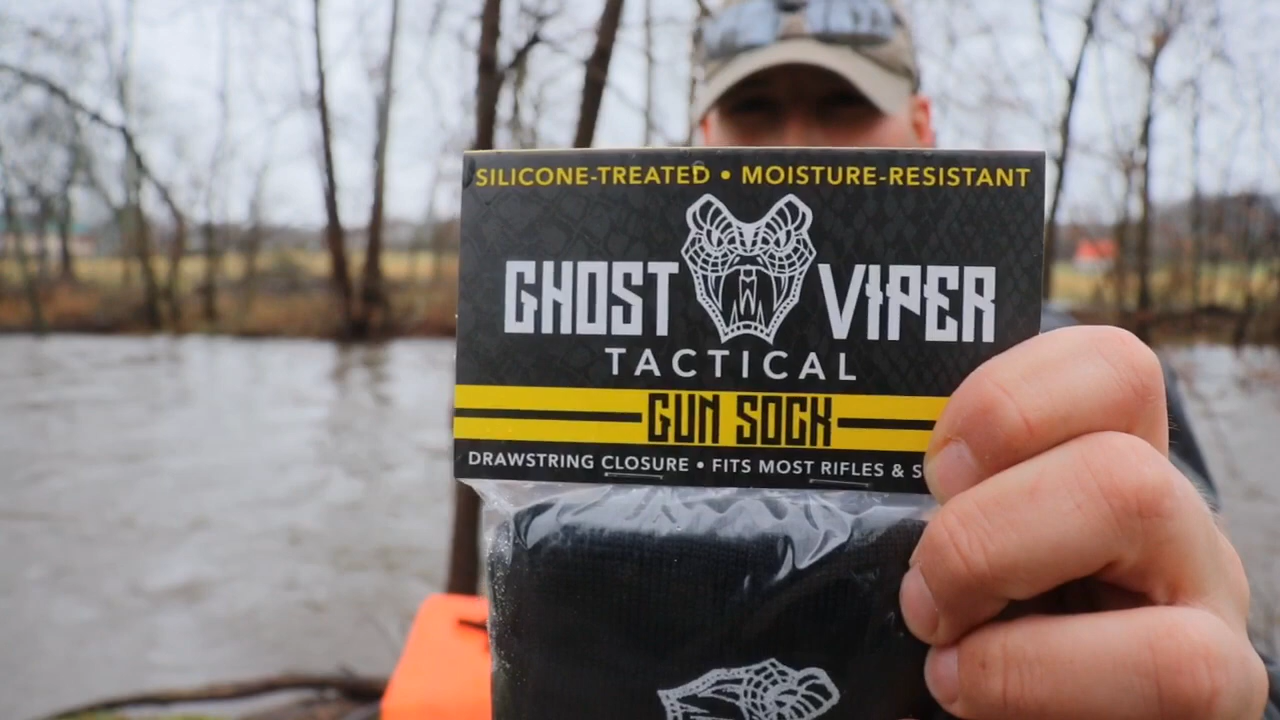 SILICONE-TREATED • MOISTURE-RESISTANT
GHOST VIPER
TACTICAL
GUN SOCK
DRAWSTRING CLOSURE • FITS MOST RIFLES & S